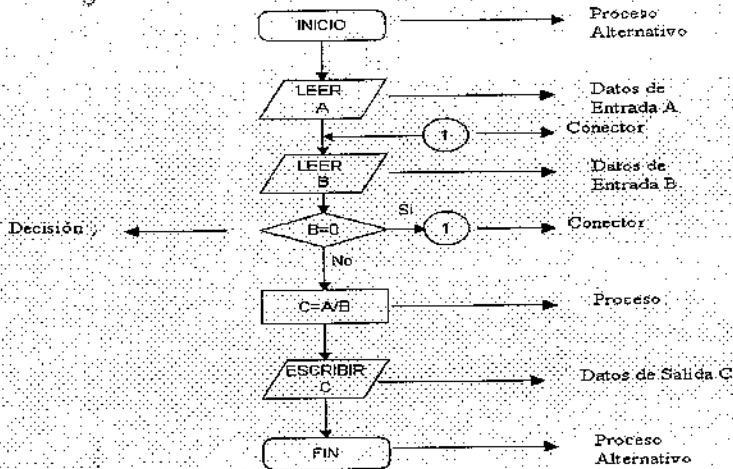 INICIO
Proceso
Alternativo
LEER
A
Datos de
Entrada A
1
Conector
LEER
B
Datos de
Entrada B
Decisión
B=0
Si
1
Conector
No
C=A/B
Proceso
ESCRIBIR
C
Datos de Salida C
FIN
Proceso
Alternativo